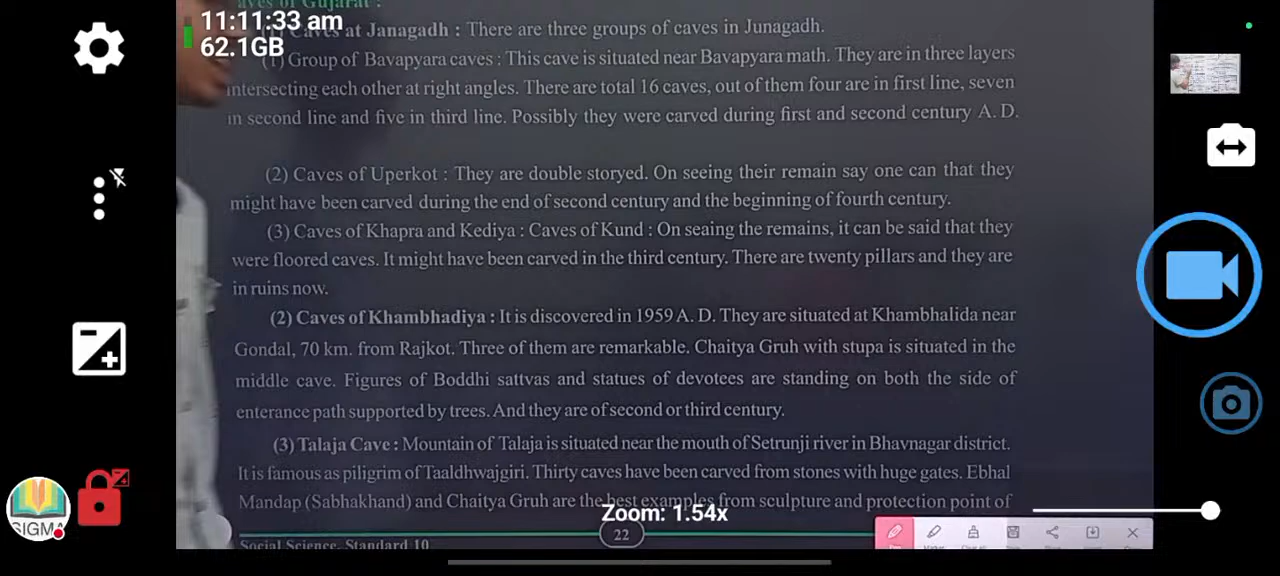 aves of Gujarat :
11:11:33 am
62.1GB
(1) Caves at Janagadh : There are three groups of caves in Junagadh.
(1) Group of Bavapyara caves : This cave is situated near Bavapyara math. They are in three layers
intersecting each other at right angles. There are total 16 caves, out of them four are in first line, seven
in second line and five in third line. Possibly they were carved during first and second century A. D.
(2) Caves of Uperkot : They are double storyed. On seeing their remain say one can that they
might have been carved during the end of second century and the beginning of fourth century.
(3) Caves of Khapra and Kediya : Caves of Kund : On seaing the remains, it can be said that they
were floored caves. It might have been carved in the third century. There are twenty pillars and they are
in ruins now.
(2) Caves of Khambhadiya : It is discovered in 1959 A. D. They are situated at Khambhalida near
Gondal, 70 km. from Rajkot. Three of them are remarkable. Chaitya Gruh with stupa is situated in the
middle cave. Figures of Boddhi sattvas and statues of devotees are standing on both the side of
enterance path supported by trees. And they are of second or third century.
(3) Talaja Cave : Mountain of Talaja is situated near the mouth of Setrunji river in Bhavnagar district.
It is famous as piligrim of Taaldhwajgiri. Thirty caves have been carved from stones with huge gates. Ebhal
Mandap (Sabhakhand) and Chaitya Gruh are the best examples from sculpture and protection point of
Zoom: 1.54x
SIGMA
22
Social Science, Standard 10